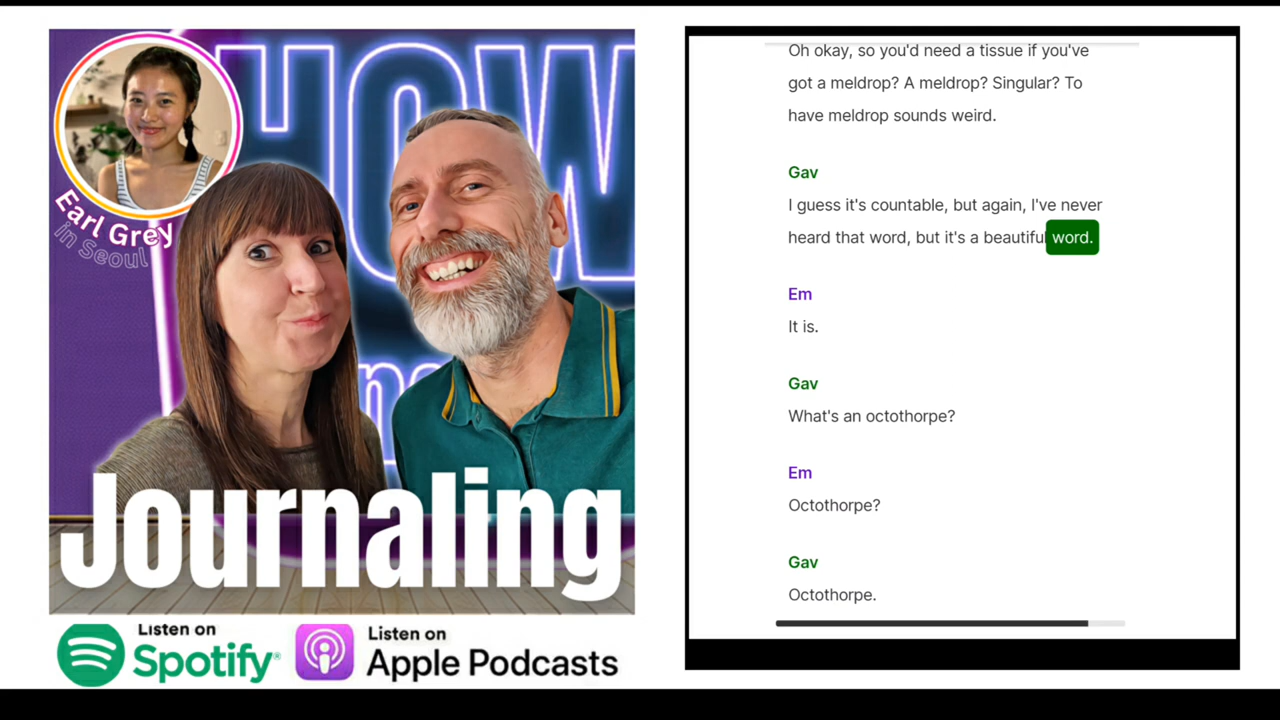 HOW
Earl Grey
in Seoul
Journaling
Listen on
Spotify
Listen on
Apple Podcasts
Oh okay, so you'd need a tissue if you've
got a meldrop? A meldrop? Singular? To
have meldrop sounds weird.
Gav
I guess it's countable, but again, I've never
heard that word, but it's a beautiful word.
Em
It is.
Gav
What's an octothorpe?
Em
Octothorpe?
Gav
Octothorpe.